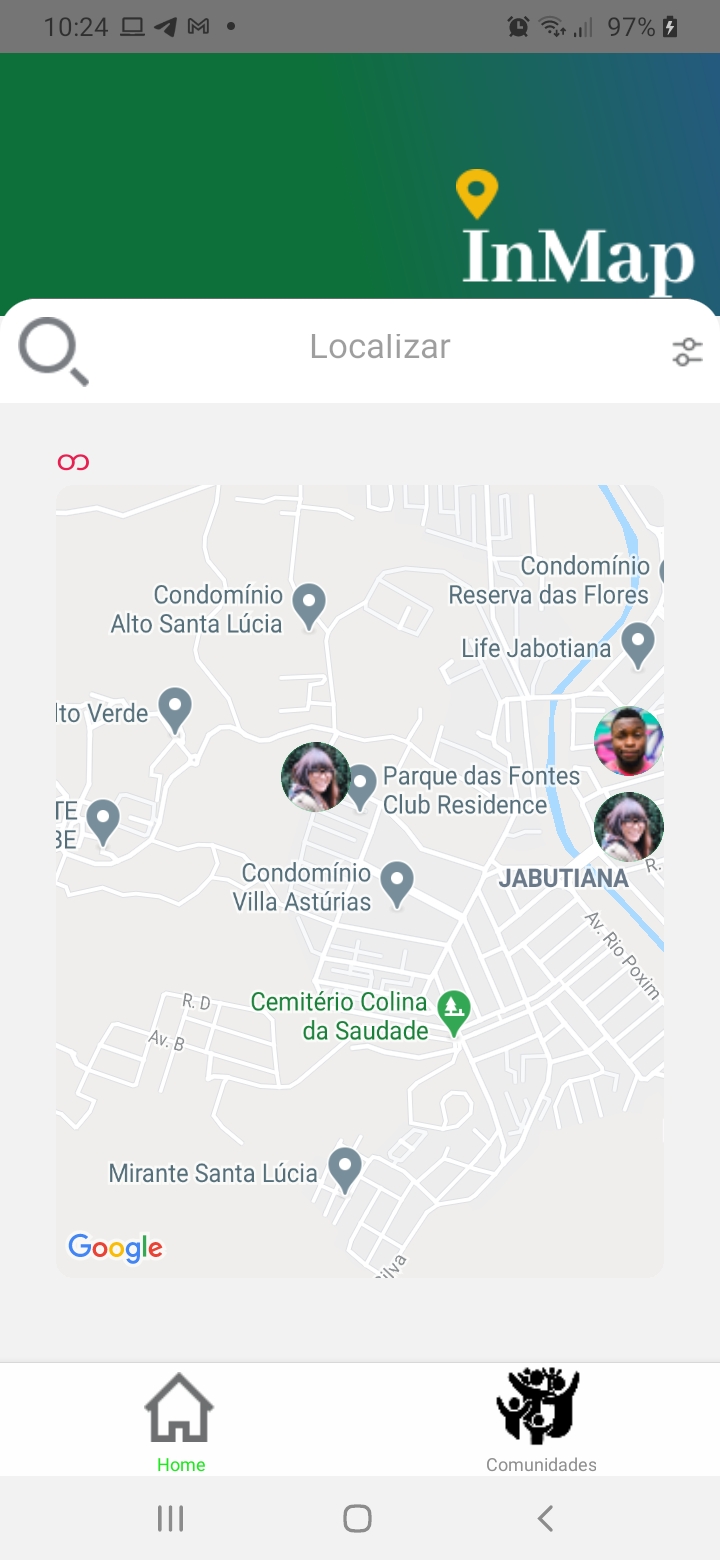 10:24
97%
InMap
Localizar
Condomínio
Reserva das Flores
Condomínio
Alto Santa Lúcia
Life Jabotiana
lto Verde
Parque das Fontes
Club Residence
TE
BE
Condomínio
Villa Astúrias
JABUTIANA
R.
Av. Rio Poxim
R. D
Cemitério Colina
da Saudade
Av. B
Mirante Santa Lúcia
Google
Silva
Home
Comunidades